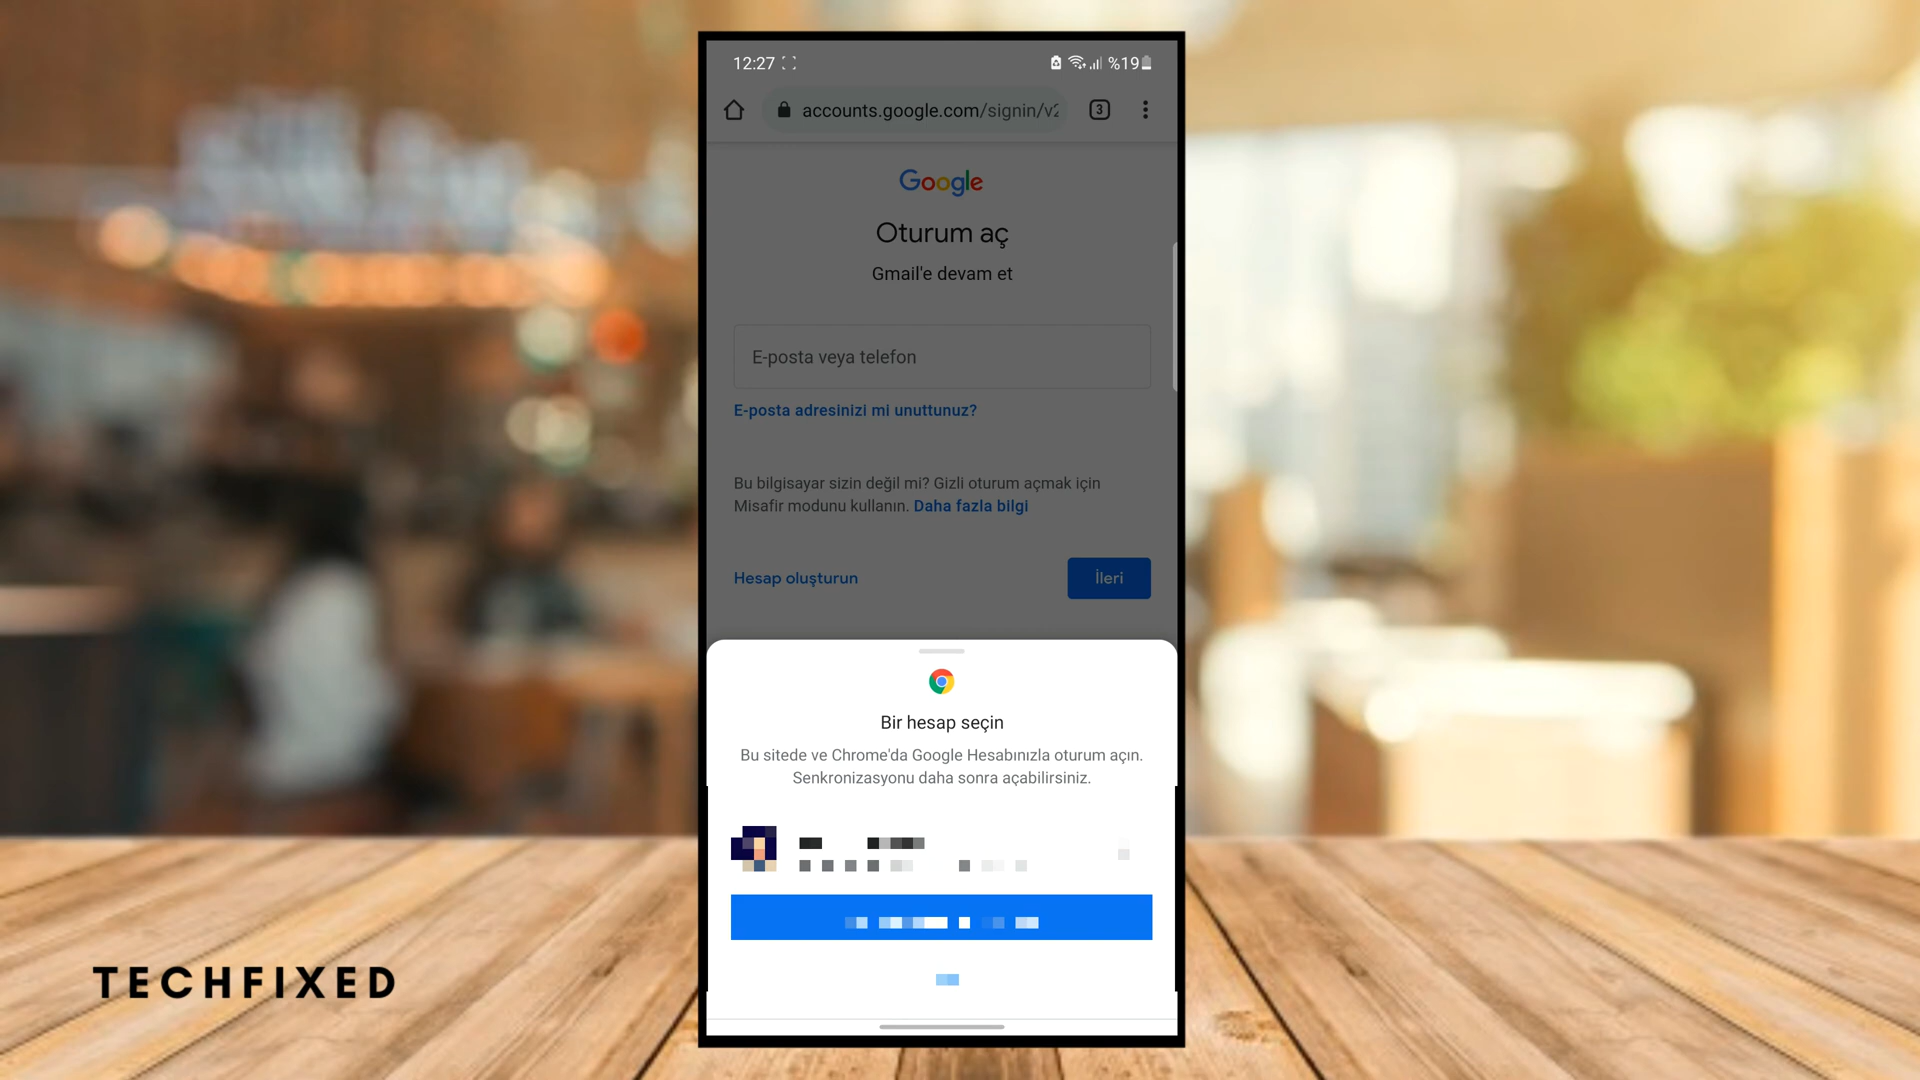 12:27
%19
accounts.google.com/signin/v2
3
Google
Oturum aç
Gmail'e devam et
E-posta veya telefon
E-posta adresinizi mi unuttunuz?
Bu bilgisayar sizin değil mi? Gizli oturum açmak için
Misafir modunu kullanın. Daha fazla bilgi
Hesap oluşturun
İleri
Bir hesap seçin
Bu sitede ve Chrome'da Google Hesabınızla oturum açın.
Senkronizasyonu daha sonra açabilirsiniz.
TECHFIXED